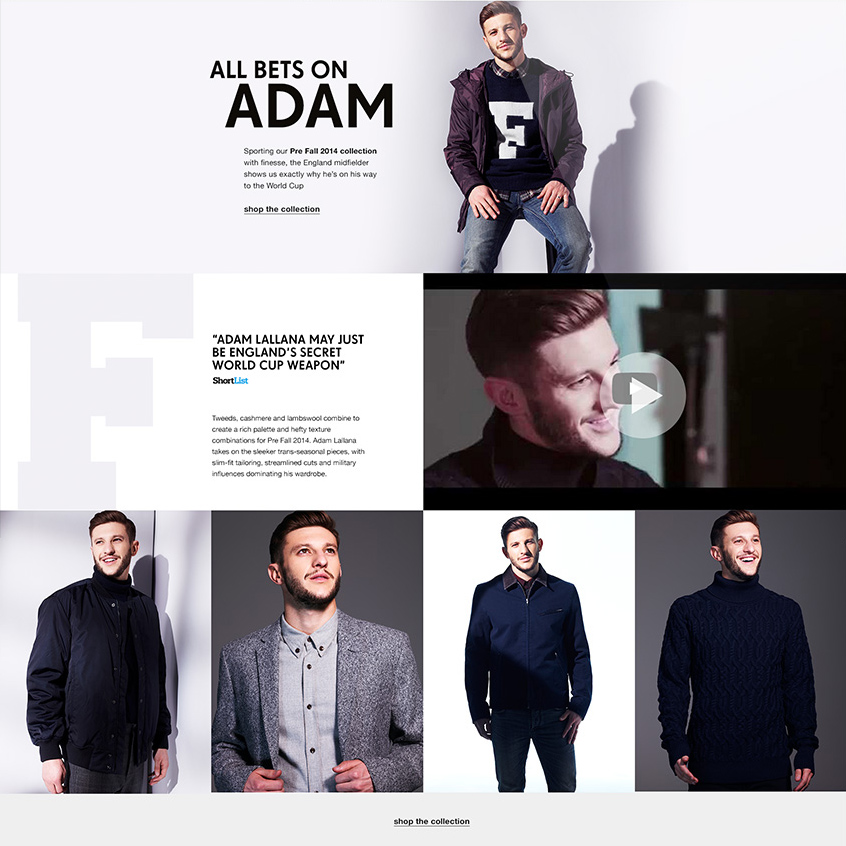 ALL BETS ON
ADAM
Sporting our Pre Fall 2014 collection
with finesse, the England midfielder
shows us exactly why he's on his way
to the World Cup
shop the collection
F
F
"ADAM LALLANA MAY JUST
BE ENGLAND'S SECRET
WORLD CUP WEAPON"
ShortList
Tweeds, cashmere and lambswool combine to
create a rich palette and hefty texture
combinations for Pre Fall 2014. Adam Lallana
takes on the sleeker trans-seasonal pieces, with
slim-fit tailoring, streamlined cuts and military
influences dominating his wardrobe.
shop the collection